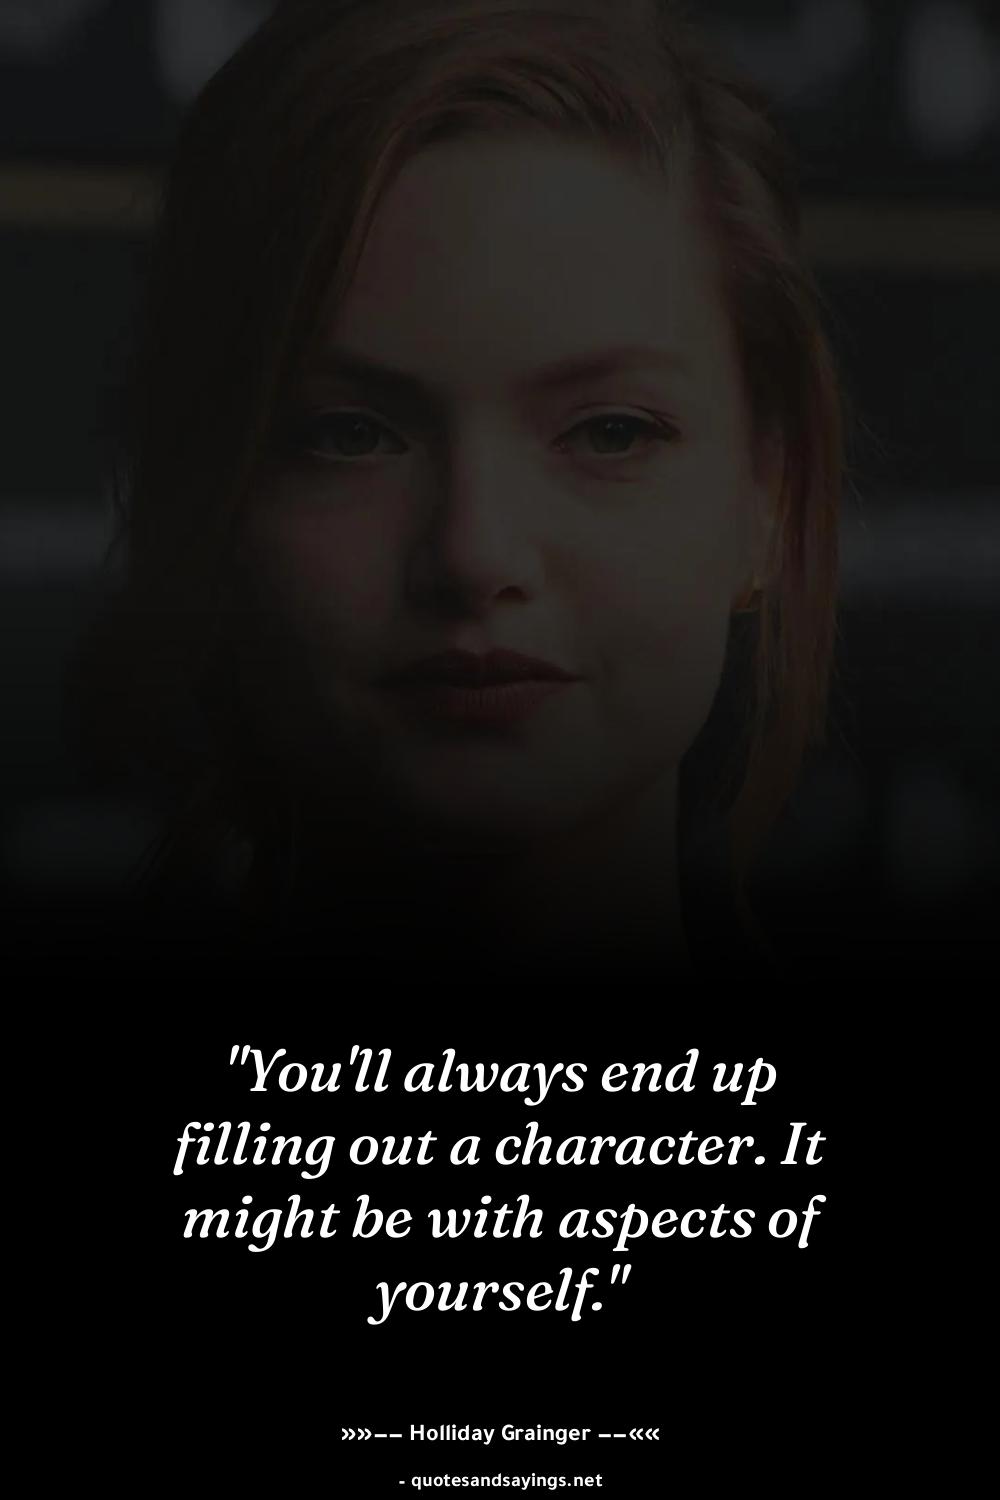 "You'll always end up
filling out a character. It
might be with aspects of
yourself."
»»–– Holliday Grainger ––««
- quotesandsayings.net